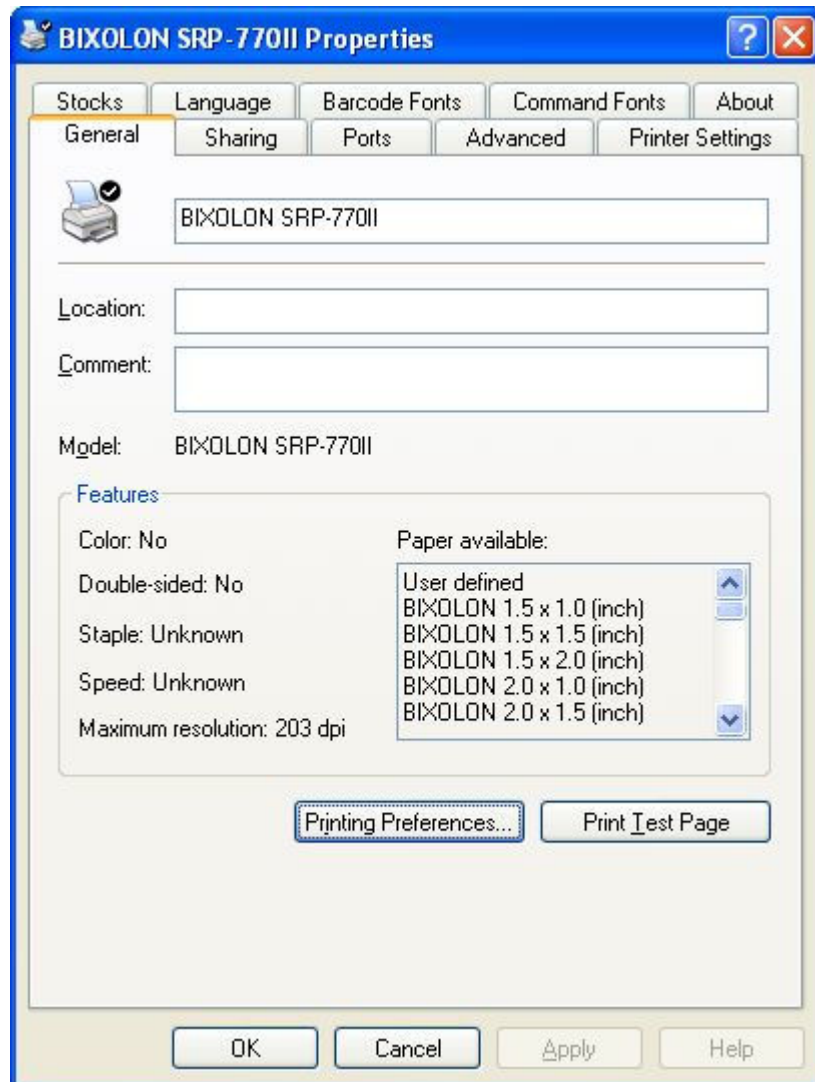 BIXOLON SRP-770II Properties
Stocks Language Barcode Fonts Command Fonts About
General Sharing Ports Advanced Printer Settings
BIXOLON SRP-770II
Location:
Comment:
Model: BIXOLON SRP-770II
Features
Color: No
Paper available:
Double-sided: No
User defined
BIXOLON 1.5 x 1.0 (inch)
Staple: Unknown
BIXOLON 1.5 x 1.5 (inch)
BIXOLON 1.5 x 2.0 (inch)
Speed: Unknown
BIXOLON 2.0 x 1.0 (inch)
BIXOLON 2.0 x 1.5 (inch)
Maximum resolution: 203 dpi
Printing Preferences... Print Test Page
OK Cancel Apply Help